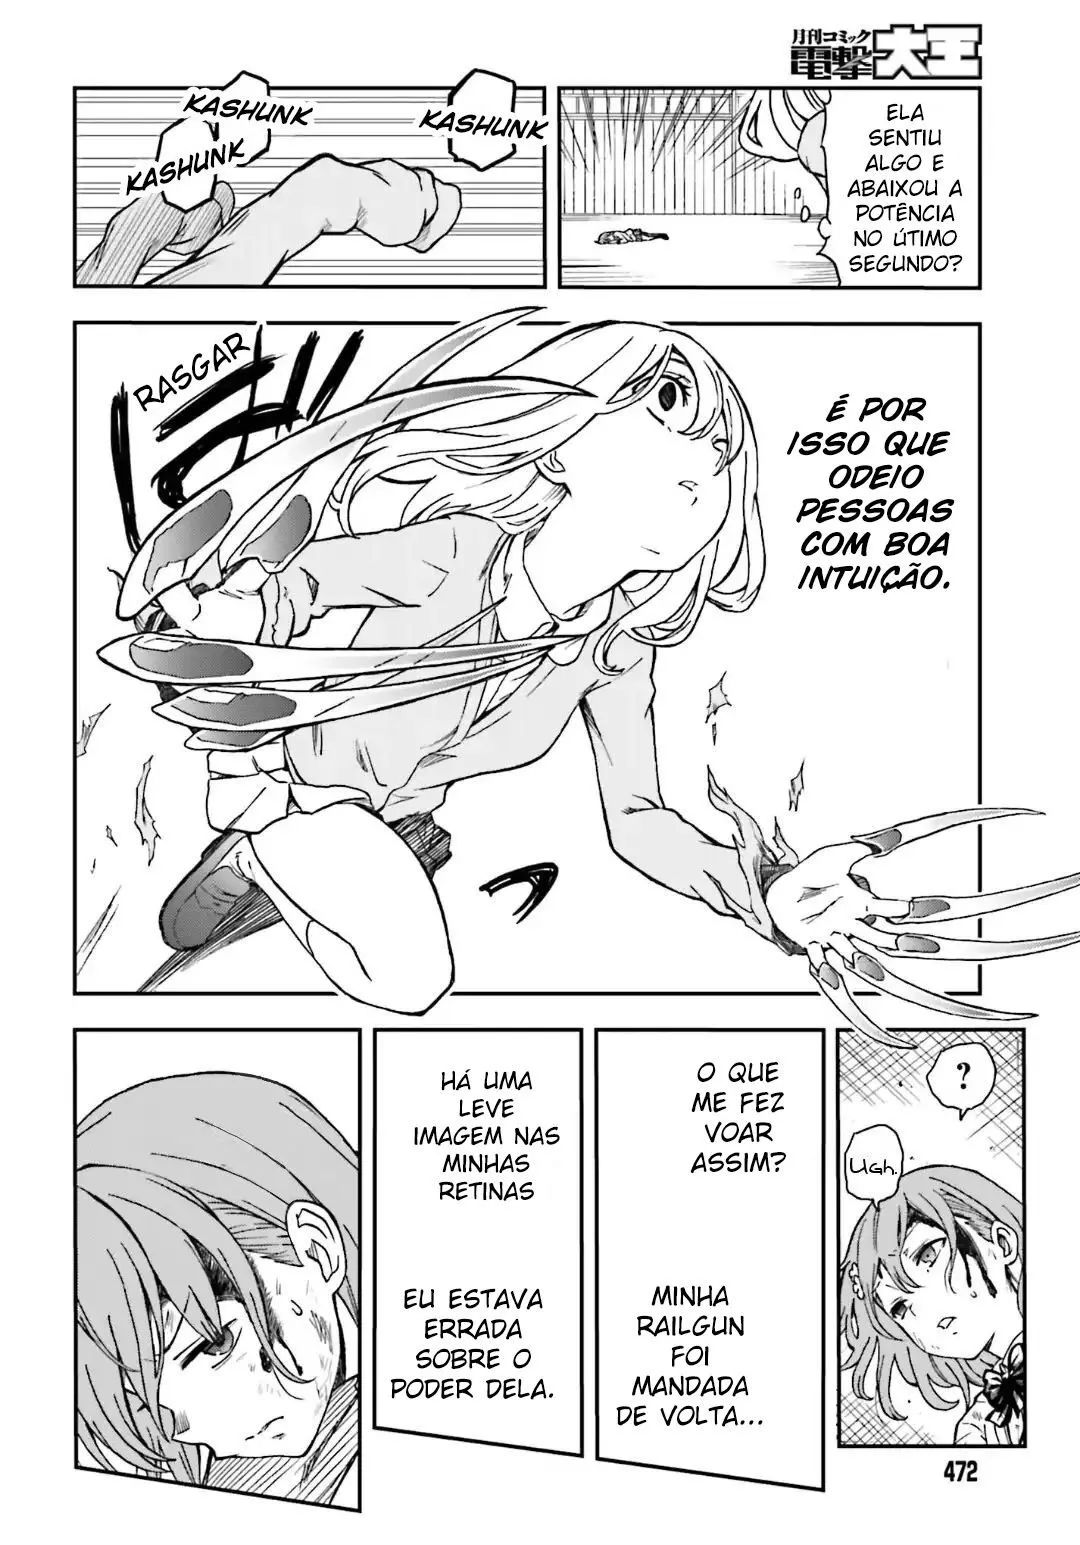 月刊コミック
電撃大王
ELA
SENTIU
ALGO E
ABAIXOU A
POTÊNCIA
NO ÚTIMO
SEGUNDO?
KASHUNK
KASHUNK
KASHUNK
É POR
ISSO QUE
ODEIO
PESSOAS
COM BOA
INTUIÇÃO.
RASGAR
?
UGH.
O QUE
ME FEZ
VOAR
ASSIM?
MINHA
RAILGUN
FOI
MANDADA
DE VOLTA...
HÁ UMA
LEVE
IMAGEM NAS
MINHAS
RETINAS
EU ESTAVA
ERRADA
SOBRE O
PODER DELA.
472